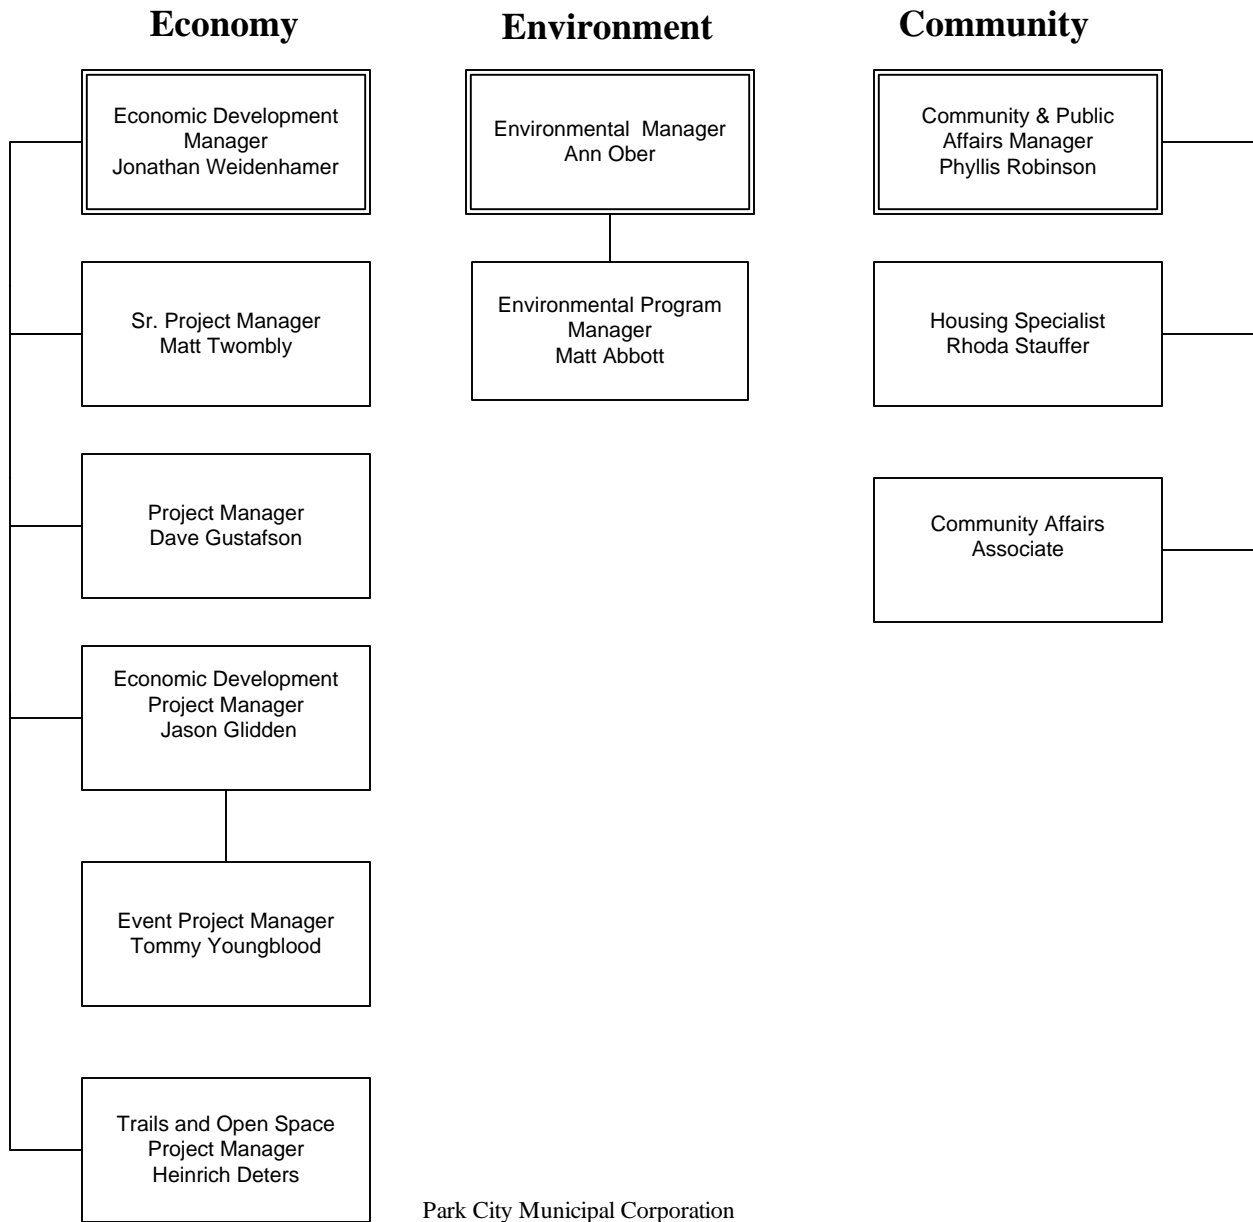 Economy
Environment
Community
Economic Development
Manager
Jonathan Weidenhamer
Sr. Project Manager
Matt Twombly
Project Manager
Dave Gustafson
Economic Development
Project Manager
Jason Glidden
Event Project Manager
Tommy Youngblood
Trails and Open Space
Project Manager
Heinrich Deters
Environmental Manager
Ann Ober
Environmental Program
Manager
Matt Abbott
Community & Public
Affairs Manager
Phyllis Robinson
Housing Specialist
Rhoda Stauffer
Community Affairs
Associate
Park City Municipal Corporation